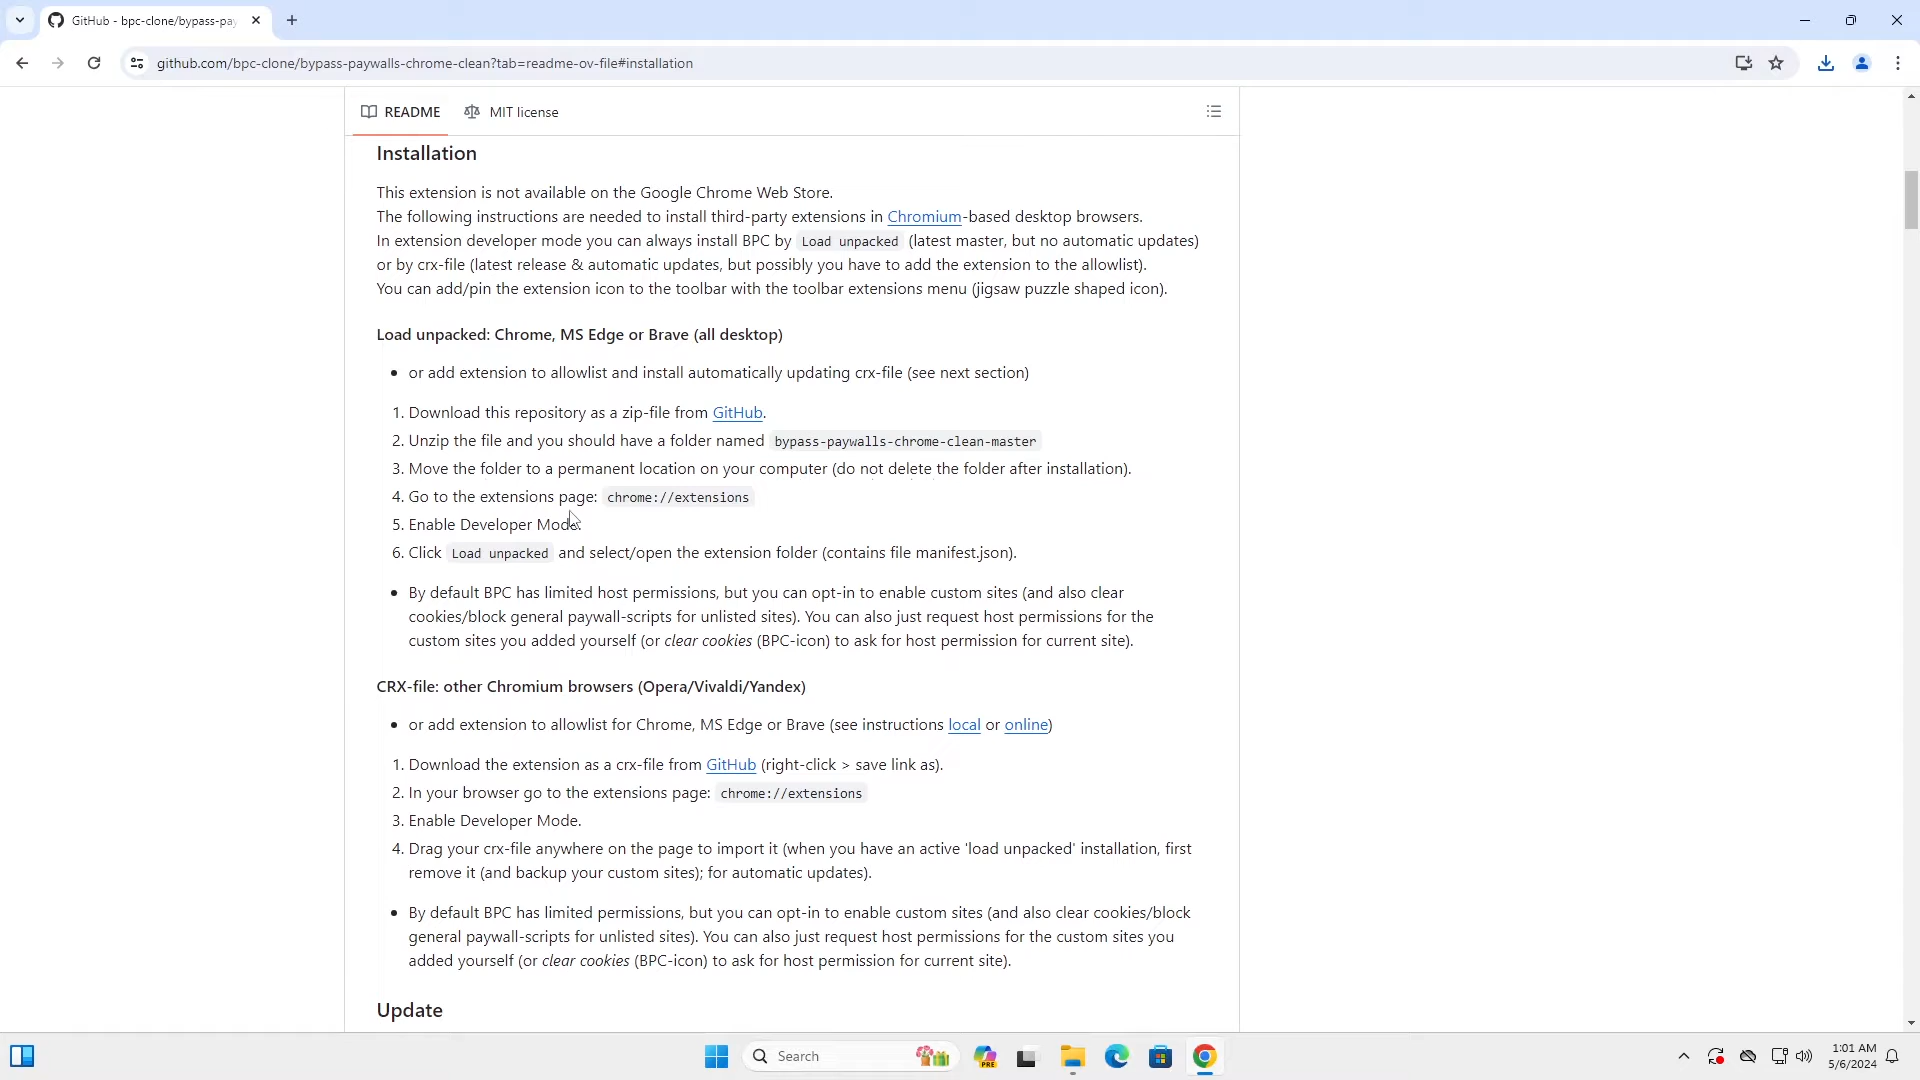 GitHub - bpc-clone/bypass-pay
github.com/bpc-clone/bypass-paywalls-chrome-clean?tab=readme-ov-file#installation
README
MIT license
Installation
This extension is not available on the Google Chrome Web Store.
The following instructions are needed to install third-party extensions in Chromium-based desktop browsers.
In extension developer mode you can always install BPC by Load unpacked (latest master, but no automatic updates)
or by crx-file (latest release & automatic updates, but possibly you have to add the extension to the allowlist).
You can add/pin the extension icon to the toolbar with the toolbar extensions menu (jigsaw puzzle shaped icon).
Load unpacked: Chrome, MS Edge or Brave (all desktop)
• or add extension to allowlist and install automatically updating crx-file (see next section)
1. Download this repository as a zip-file from GitHub.
2. Unzip the file and you should have a folder named bypass-paywalls-chrome-clean-master
3. Move the folder to a permanent location on your computer (do not delete the folder after installation).
4. Go to the extensions page: chrome://extensions
5. Enable Developer Mode.
6. Click Load unpacked and select/open the extension folder (contains file manifest.json).
• By default BPC has limited host permissions, but you can opt-in to enable custom sites (and also clear
cookies/block general paywall-scripts for unlisted sites). You can also just request host permissions for the
custom sites you added yourself (or clear cookies (BPC-icon) to ask for host permission for current site).
CRX-file: other Chromium browsers (Opera/Vivaldi/Yandex)
• or add extension to allowlist for Chrome, MS Edge or Brave (see instructions local or online)
1. Download the extension as a crx-file from GitHub (right-click > save link as).
2. In your browser go to the extensions page: chrome://extensions
3. Enable Developer Mode.
4. Drag your crx-file anywhere on the page to import it (when you have an active 'load unpacked' installation, first
remove it (and backup your custom sites); for automatic updates).
• By default BPC has limited permissions, but you can opt-in to enable custom sites (and also clear cookies/block
general paywall-scripts for unlisted sites). You can also just request host permissions for the custom sites you
added yourself (or clear cookies (BPC-icon) to ask for host permission for current site).
Update
Search
PRE
1:01 AM
5/6/2024